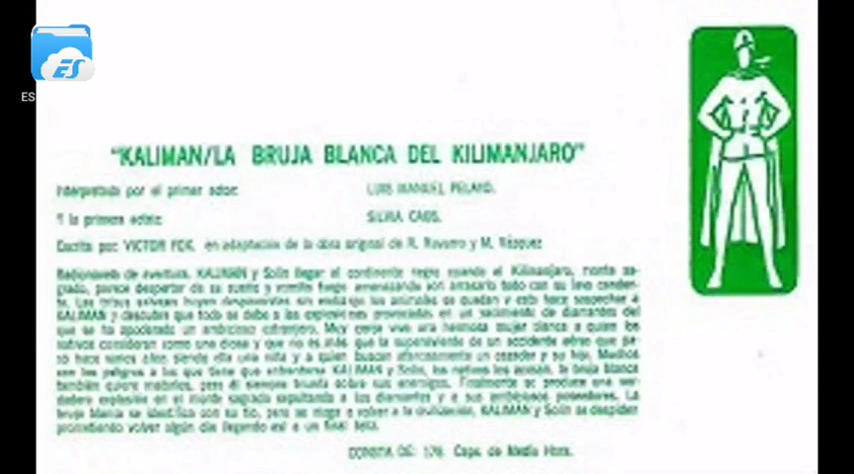 ES
ES
"KALIMAN/LA BRUJA BLANCA DEL KILIMANJARO"
Interpretada por el primer actor: LUIS MANUEL PELAYO.
Y la primera actriz: SILVIA CAOS.
Escrita por: VICTOR FOX, en adaptación de la obra original de R. Navarro y M. Vázquez
Radionovela de aventura. KALIMAN y Solín llegan al continente negro cuando el Kilimanjaro, monte sa-
grado, parece despertar de su sueño y vomita fuego amenazando con arrasarlo todo con su lava canden-
te. Las tribus salvajes huyen despavoridas sin embargo los animales se quedan y esto hace sospechar a
KALIMAN y descubre que todo se debe a las explosiones provocadas en un yacimiento de diamantes del
que se ha apoderado un ambicioso extranjero. Muy cerca vive una hermosa mujer blanca a quien los
nativos consideran como una diosa y que no es más que la superviviente de un accidente aéreo que pa-
só hace varios años siendo ella una niña y a quien buscan afanosamente un cazador y su hijo. Muchos
son los peligros a los que tiene que enfrentarse KALIMAN y Solín, los nativos los acosan, la bruja blanca
también quiere matarlos, pero él siempre triunfa sobre sus enemigos. Finalmente se produce una ver-
dadera explosión en el monte sagrado sepultando a los diamantes y a sus ambiciosos poseedores. La
bruja blanca se identifica con su tío, pero se niega a volver a la civilización, KALIMAN y Solín se despiden
prometiendo volver algún día llegando así a un final feliz.
CONSTA DE: 178 Caps. de Media Hora.